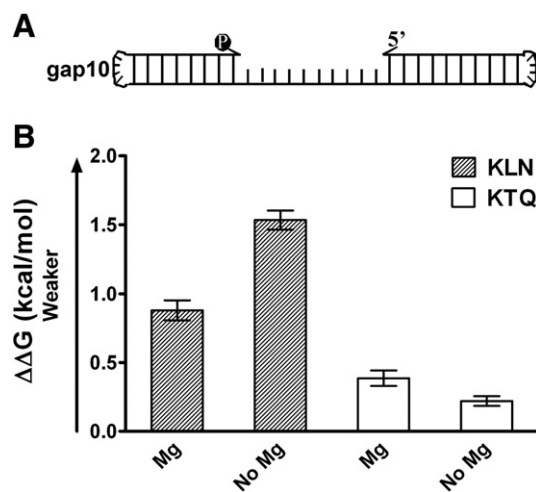 A
P 5’
gap10
B
ΔΔG (kcal/mol)
Weaker
2.0
1.5
1.0
0.5
0.0
KLN
KTQ
Mg No Mg Mg No Mg